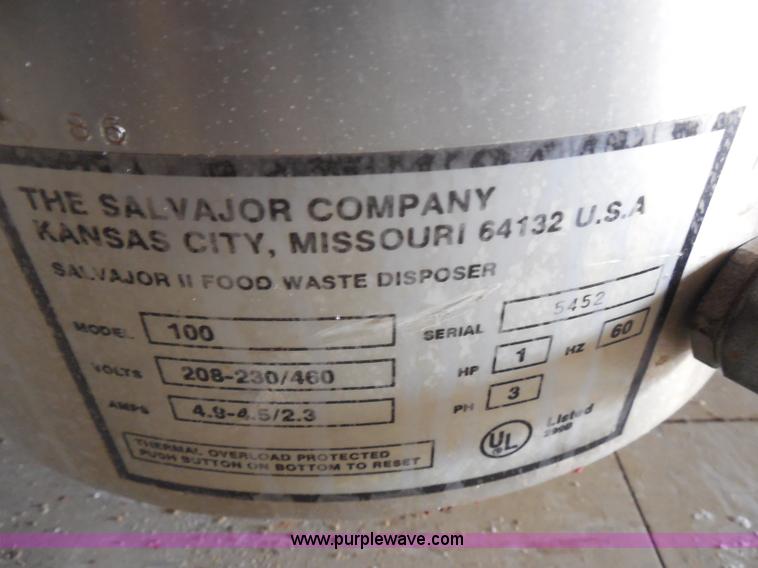 86
THE SALVAJOR COMPANY
KANSAS CITY, MISSOURI 64132 U.S.A
SALVAJOR II FOOD WASTE DISPOSER
MODEL 100 SERIAL 5452
VOLTS 208-230/460 HP 1 HZ 60
AMPS 4.9-4.5/2.3 PH 3
THERMAL OVERLOAD PROTECTED
PUSH BUTTON ON BOTTOM TO RESET
UL Listed
www.purplewave.com